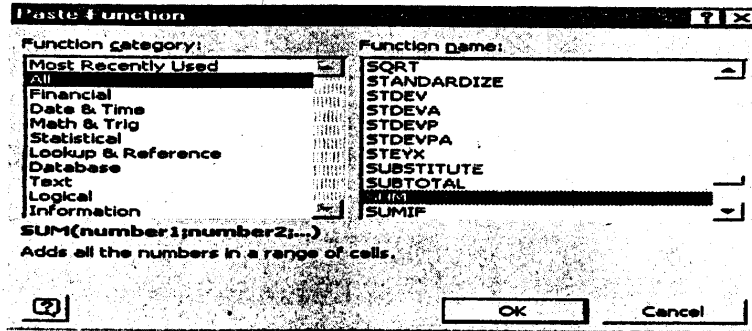 Paste Function
Function category:
Most Recently Used
All
Financial
Date & Time
Math & Trig
Statistical
Lookup & Reference
Database
Text
Logical
Information
Function name:
SQRT
STANDARDIZE
STDEV
STDEVA
STDEVP
STDEVPA
STEYX
SUBSTITUTE
SUBTOTAL
SUM
SUMIF
SUM(number1;number2;...)
Adds all the numbers in a range of cells.
OK
Cancel